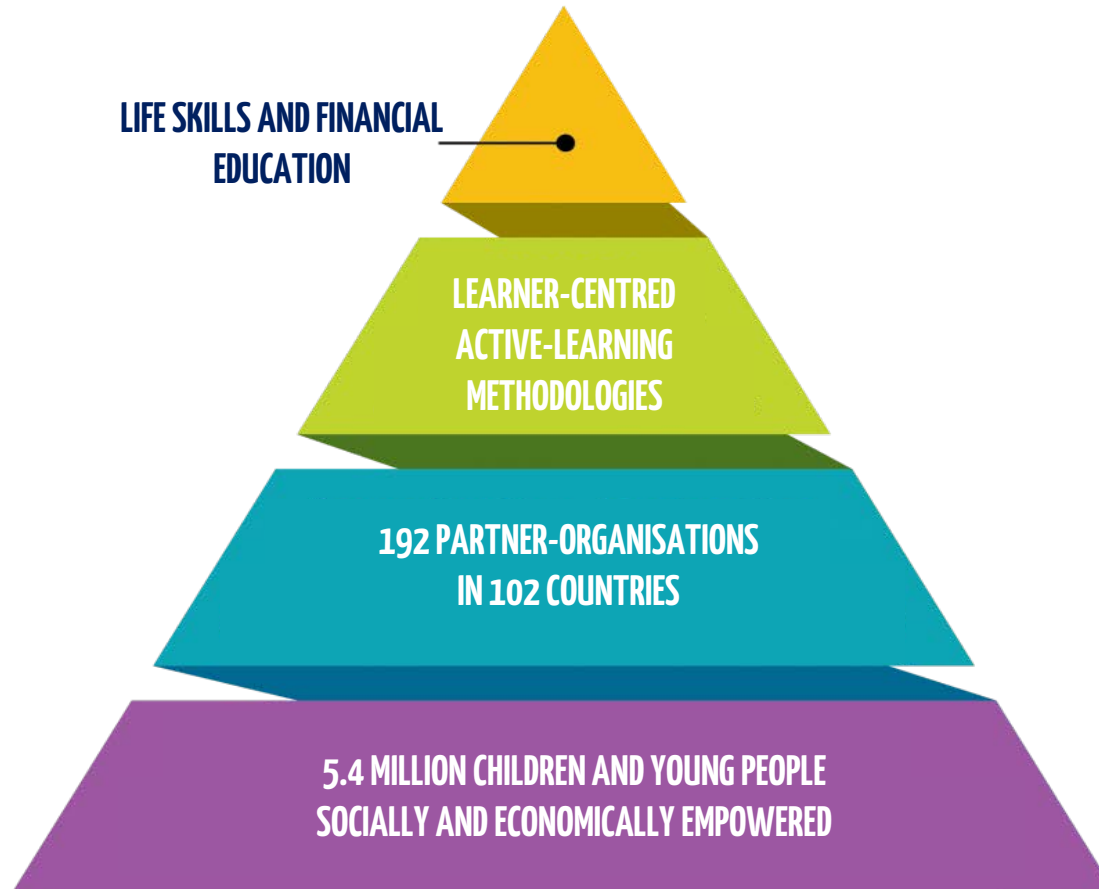 LIFE SKILLS AND FINANCIAL
EDUCATION
LEARNER-CENTRED
ACTIVE-LEARNING
METHODOLOGIES
192 PARTNER-ORGANISATIONS
IN 102 COUNTRIES
5.4 MILLION CHILDREN AND YOUNG PEOPLE
SOCIALLY AND ECONOMICALLY EMPOWERED